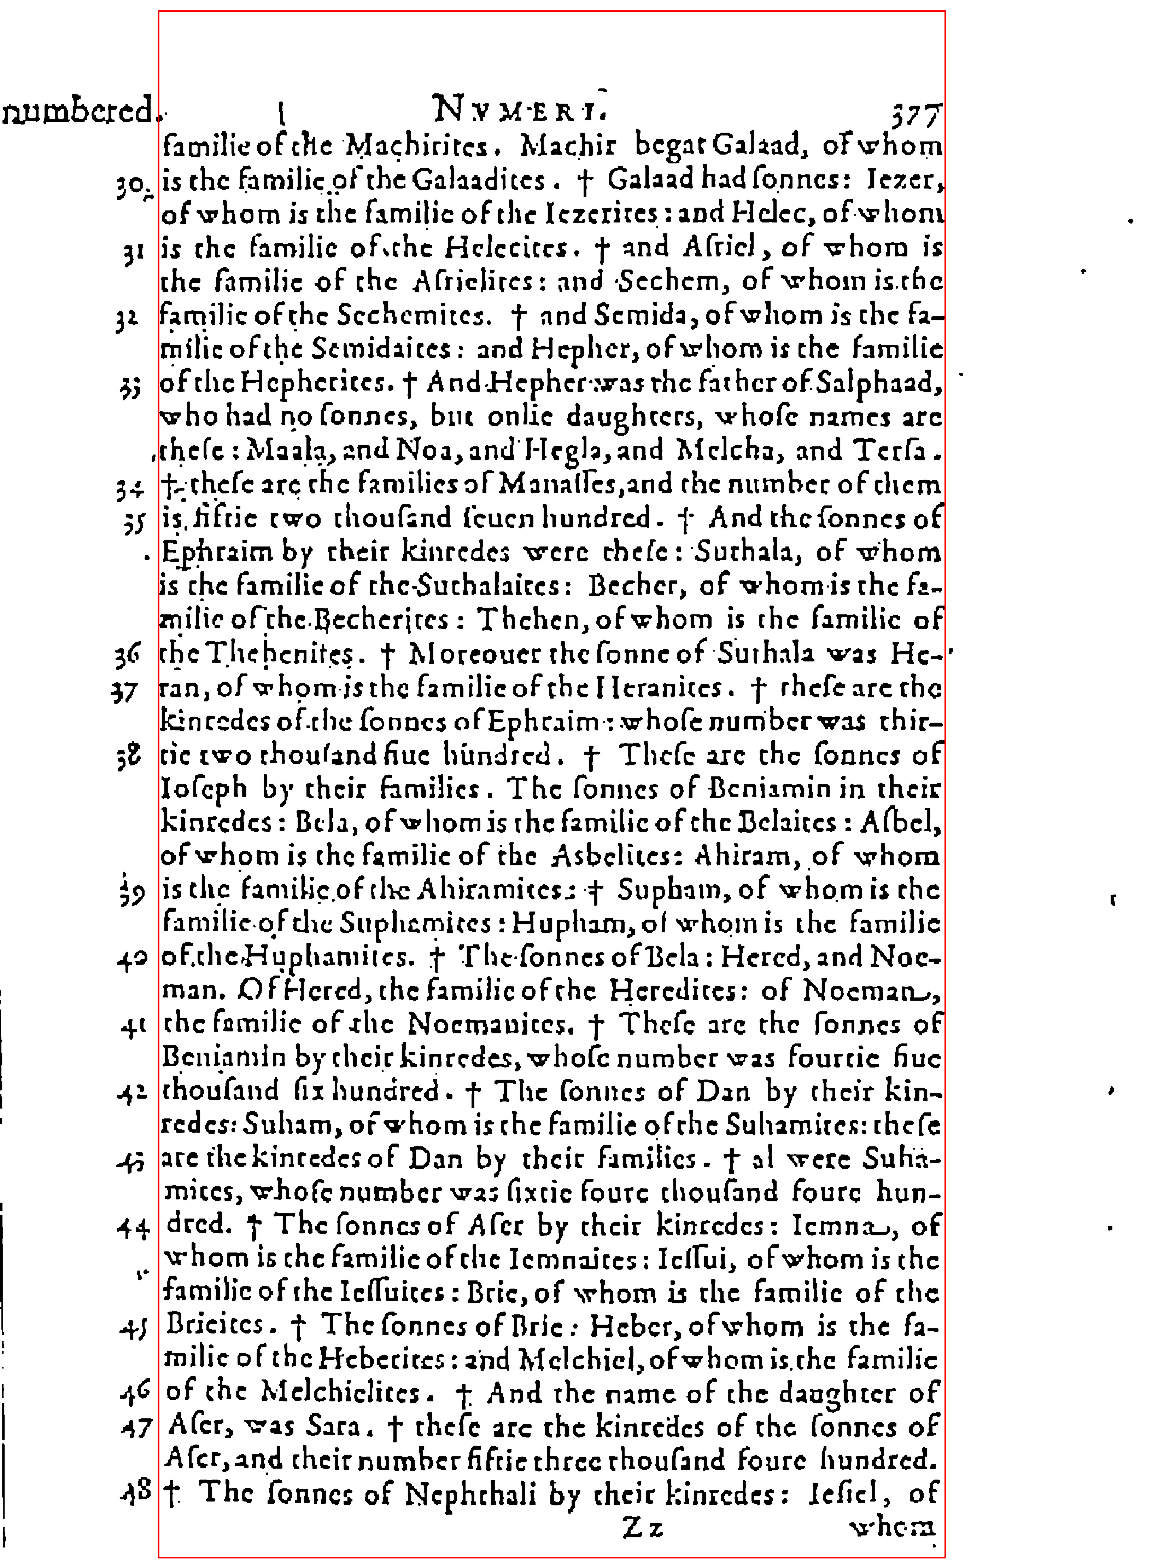 numbered. NVMERI. 377
familie of the Machirites. Machir begat Galaad, of whom
30 is the familie of the Galaadites. † Galaad had ſonnes: Iezer,
of whom is the familie of the Iezerites: and Helec, of whom
31 is the familie of the Helecites. † and Aſriel, of whom is
the familie of the Aſrielites: and Sechem, of whom is the
32 familie of the Sechemites. † and Semida, of whom is the fa-
milie of the Semidaites: and Hepher, of whom is the familie
33 of the Hepherites. † And Hepher was the father of Salphaad,
who had no ſonnes, but onlie daughters, whoſe names are
theſe: Maala, and Noa, and Hegla, and Melcha, and Terſa.
34 † theſe are the families of Manaſſes, and the number of them
35 is fiftie two thouſand ſeuen hundred. † And the ſonnes of
Ephraim by their kinredes were theſe: Suthala, of whom
is the familie of the Suthalaites: Becher, of whom is the fa-
milie of the Becherites: Thehen, of whom is the familie of
36 the Thehenites. † Moreouer the ſonne of Suthala was He-
37 ran, of whom is the familie of the Heranites. † theſe are the
kinredes of the ſonnes of Ephraim: whoſe number was thir-
38 tie two thouſand fiue hundred. † Theſe are the ſonnes of
Ioſeph by their families. The ſonnes of Beniamin in their
kinredes: Bela, of whom is the familie of the Belaites: Aſbel,
of whom is the familie of the Asbelites: Ahiram, of whom
39 is the familie of the Ahiramites: † Supham, of whom is the
familie of the Suphamites: Hupham, of whom is the familie
40 of the Huphamites. † The ſonnes of Bela: Hered, and Noe-
man. Of Hered, the familie of the Heredites: of Noeman,
41 the familie of the Noemanites. † Theſe are the ſonnes of
Beniamin by their kinredes, whoſe number was fourtie fiue
42 thouſand ſix hundred. † The ſonnes of Dan by their kin-
redes: Suham, of whom is the familie of the Suhamites: theſe
43 are the kinredes of Dan by their families. † al were Suha-
mites, whoſe number was ſixtie foure thouſand foure hun-
44 dred. † The ſonnes of Aſer by their kinredes: Iemna, of
whom is the familie of the Iemnaites: Ieſſui, of whom is the
familie of the Ieſſuites: Brie, of whom is the familie of the
45 Brieites. † The ſonnes of Brie: Heber, of whom is the fa-
milie of the Heberites: and Melchiel, of whom is the familie
46 of the Melchielites. † And the name of the daughter of
47 Aſer, was Sara. † theſe are the kinredes of the ſonnes of
Aſer, and their number fiftie three thouſand foure hundred.
48 † The ſonnes of Nephthali by their kinredes: Ieſiel, of
Zz whom